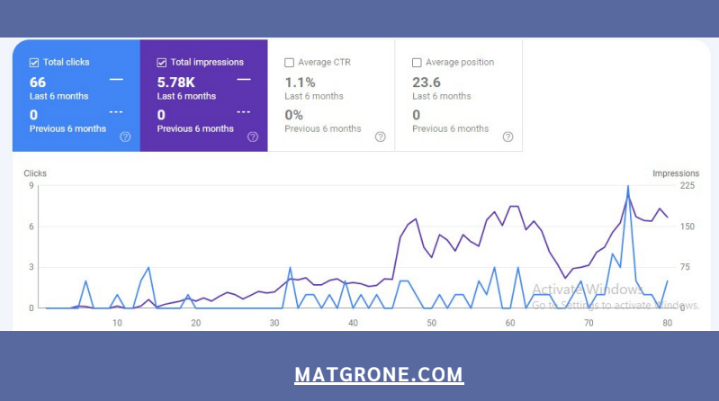 Total clicks
66
Last 6 months
0
Previous 6 months
Total impressions
5.78K
Last 6 months
0
Previous 6 months
Average CTR
1.1%
Last 6 months
0%
Previous 6 months
Average position
23.6
Last 6 months
0
Previous 6 months
Clicks
Impressions
9
225
6
150
3
75
0
0
Activate Windows
Go to Settings to activate Windows.
10
20
30
40
50
60
70
80
MATGRONE.COM